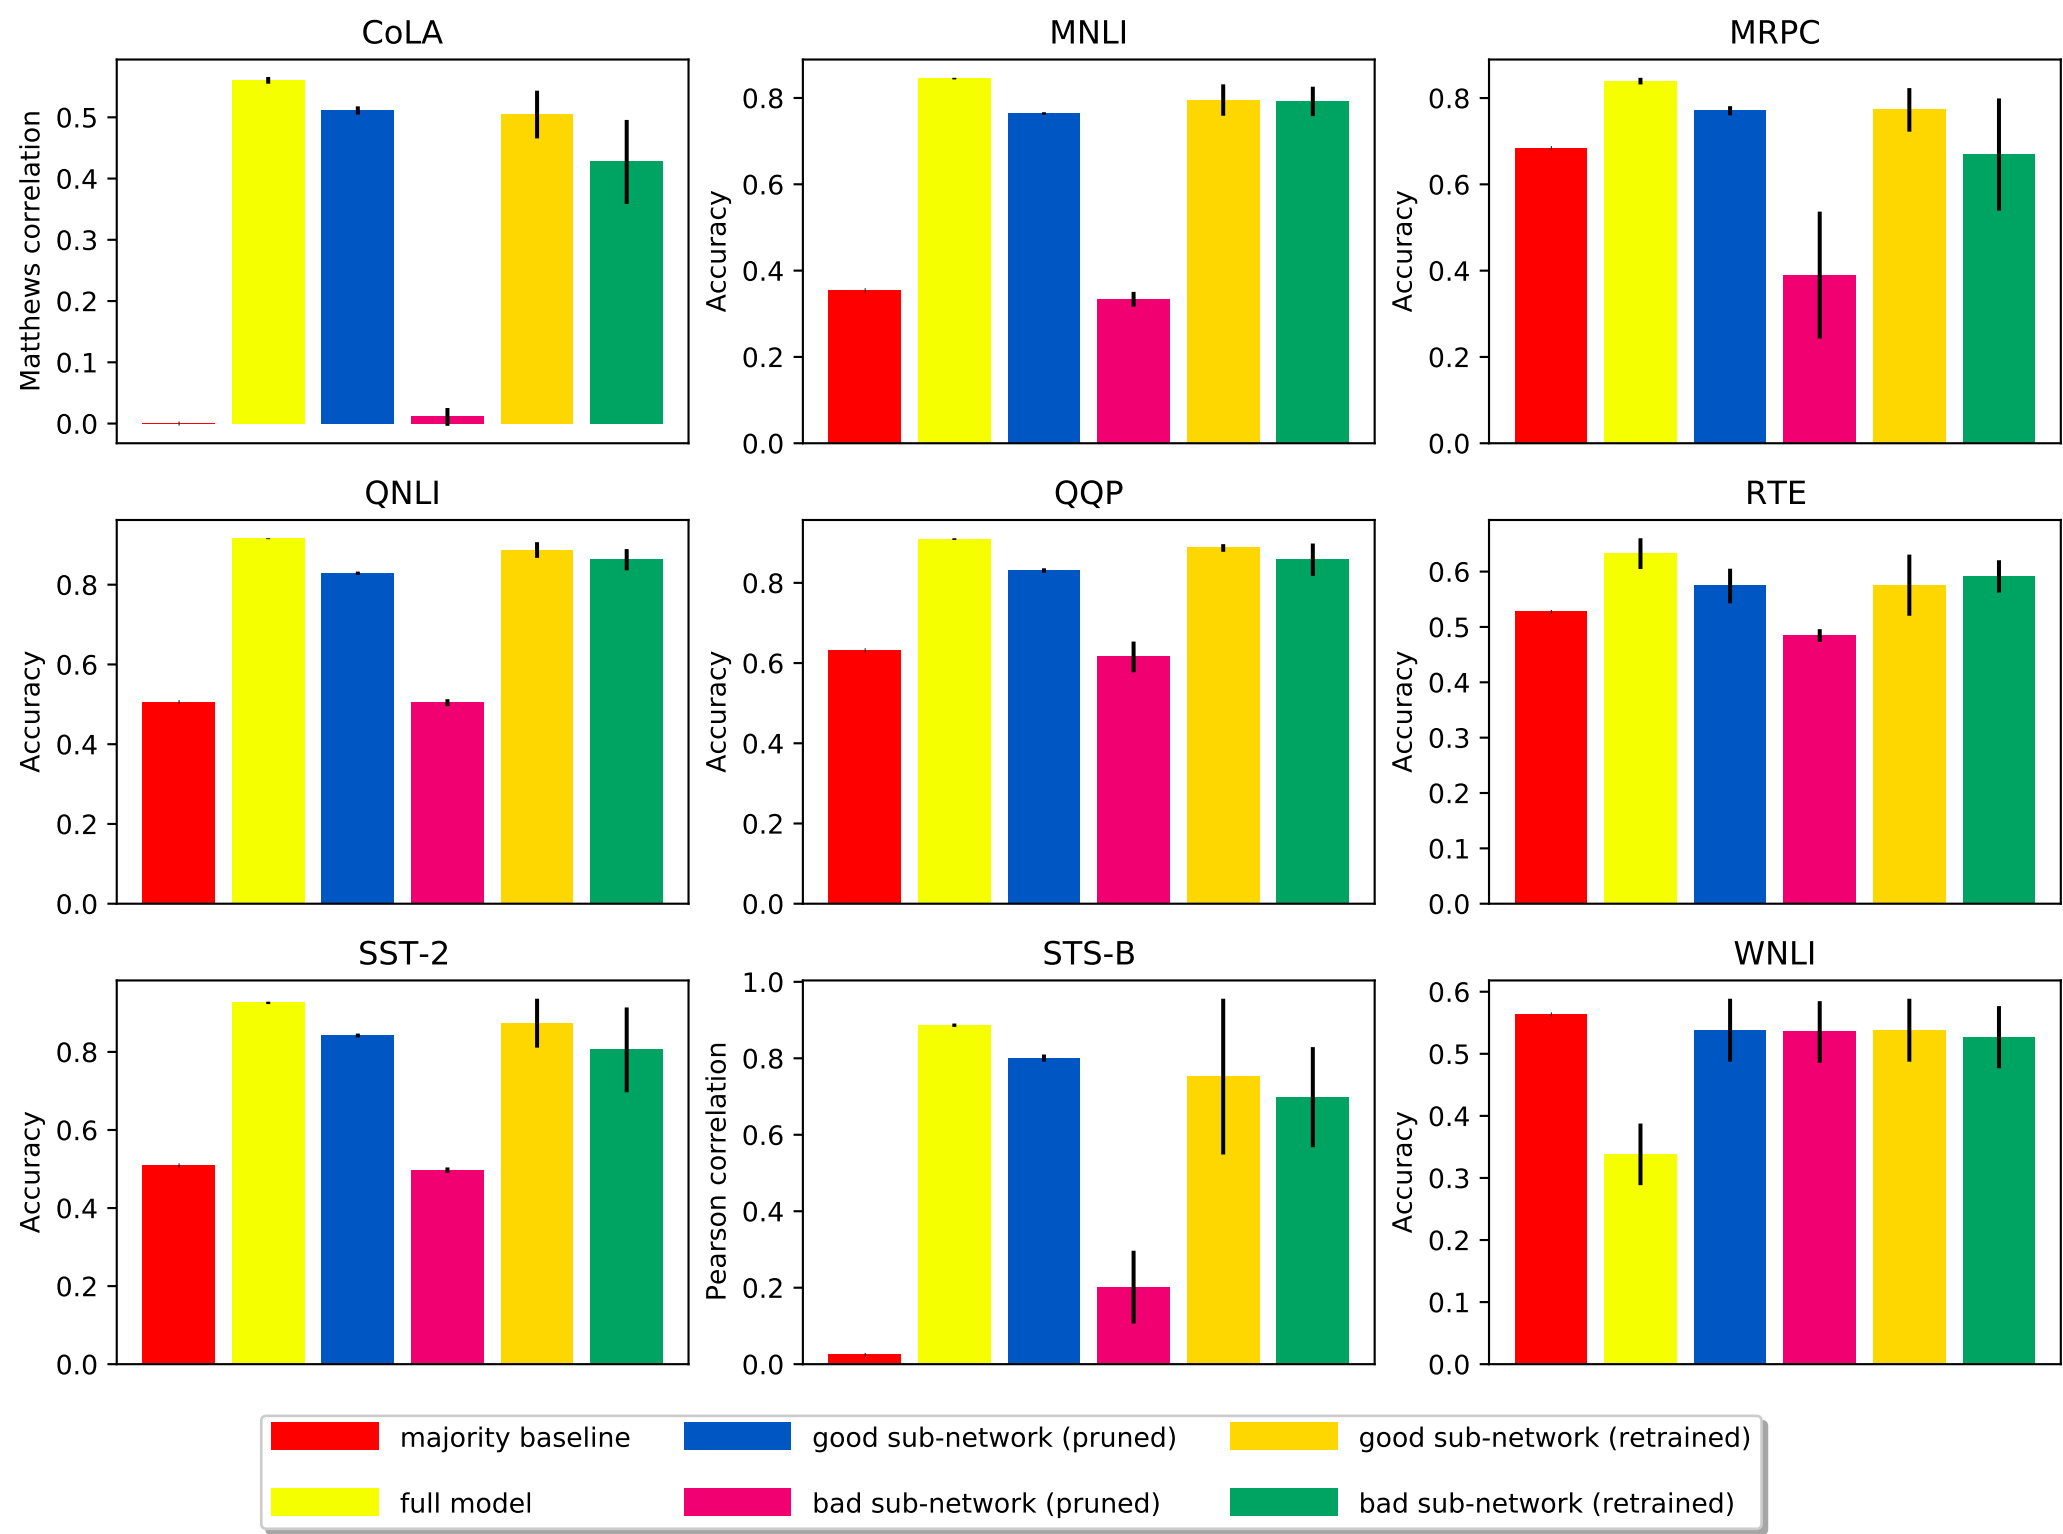 CoLA
Matthews correlation
0.5
0.4
0.3
0.2
0.1
0.0
MNLI
Accuracy
0.8
0.6
0.4
0.2
0.0
MRPC
Accuracy
0.8
0.6
0.4
0.2
0.0
QNLI
Accuracy
0.8
0.6
0.4
0.2
0.0
QQP
Accuracy
0.8
0.6
0.4
0.2
0.0
RTE
Accuracy
0.6
0.5
0.4
0.3
0.2
0.1
0.0
SST-2
Accuracy
0.8
0.6
0.4
0.2
0.0
STS-B
Pearson correlation
1.0
0.8
0.6
0.4
0.2
0.0
WNLI
Accuracy
0.6
0.5
0.4
0.3
0.2
0.1
0.0
majority baseline
full model
good sub-network (pruned)
bad sub-network (pruned)
good sub-network (retrained)
bad sub-network (retrained)